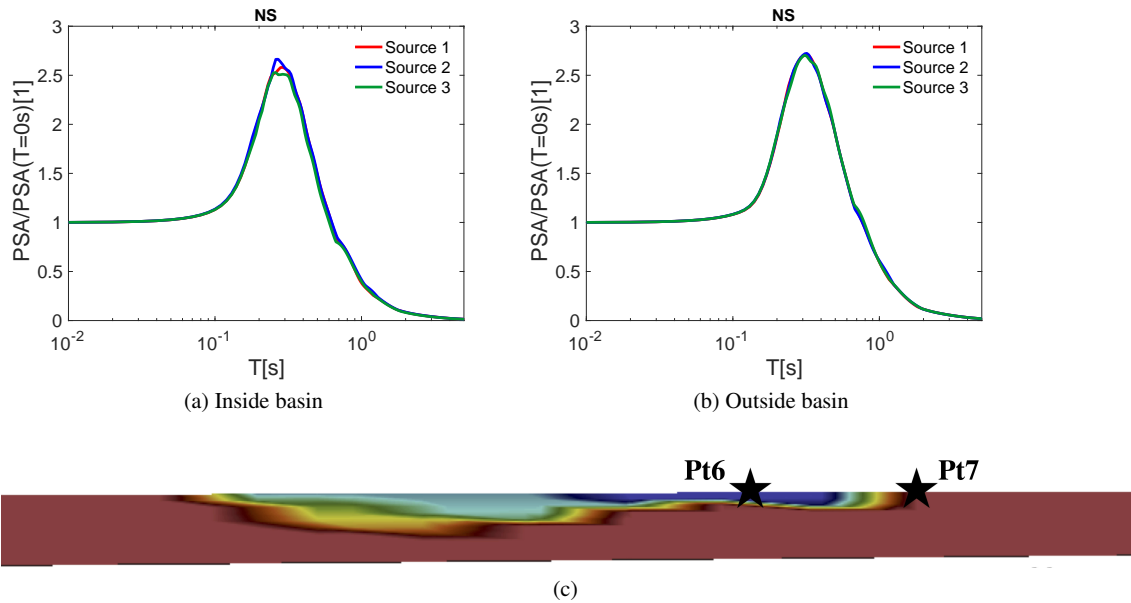 NS
PSA/PSA(T=0s)[1]
3
2.5
2
1.5
1
0.5
0
Source 1
Source 2
Source 3
10^-2
10^-1
10^0
T[s]
(a) Inside basin
NS
PSA/PSA(T=0s)[1]
3
2.5
2
1.5
1
0.5
0
Source 1
Source 2
Source 3
10^-2
10^-1
10^0
T[s]
(b) Outside basin
Pt6
Pt7
(c)